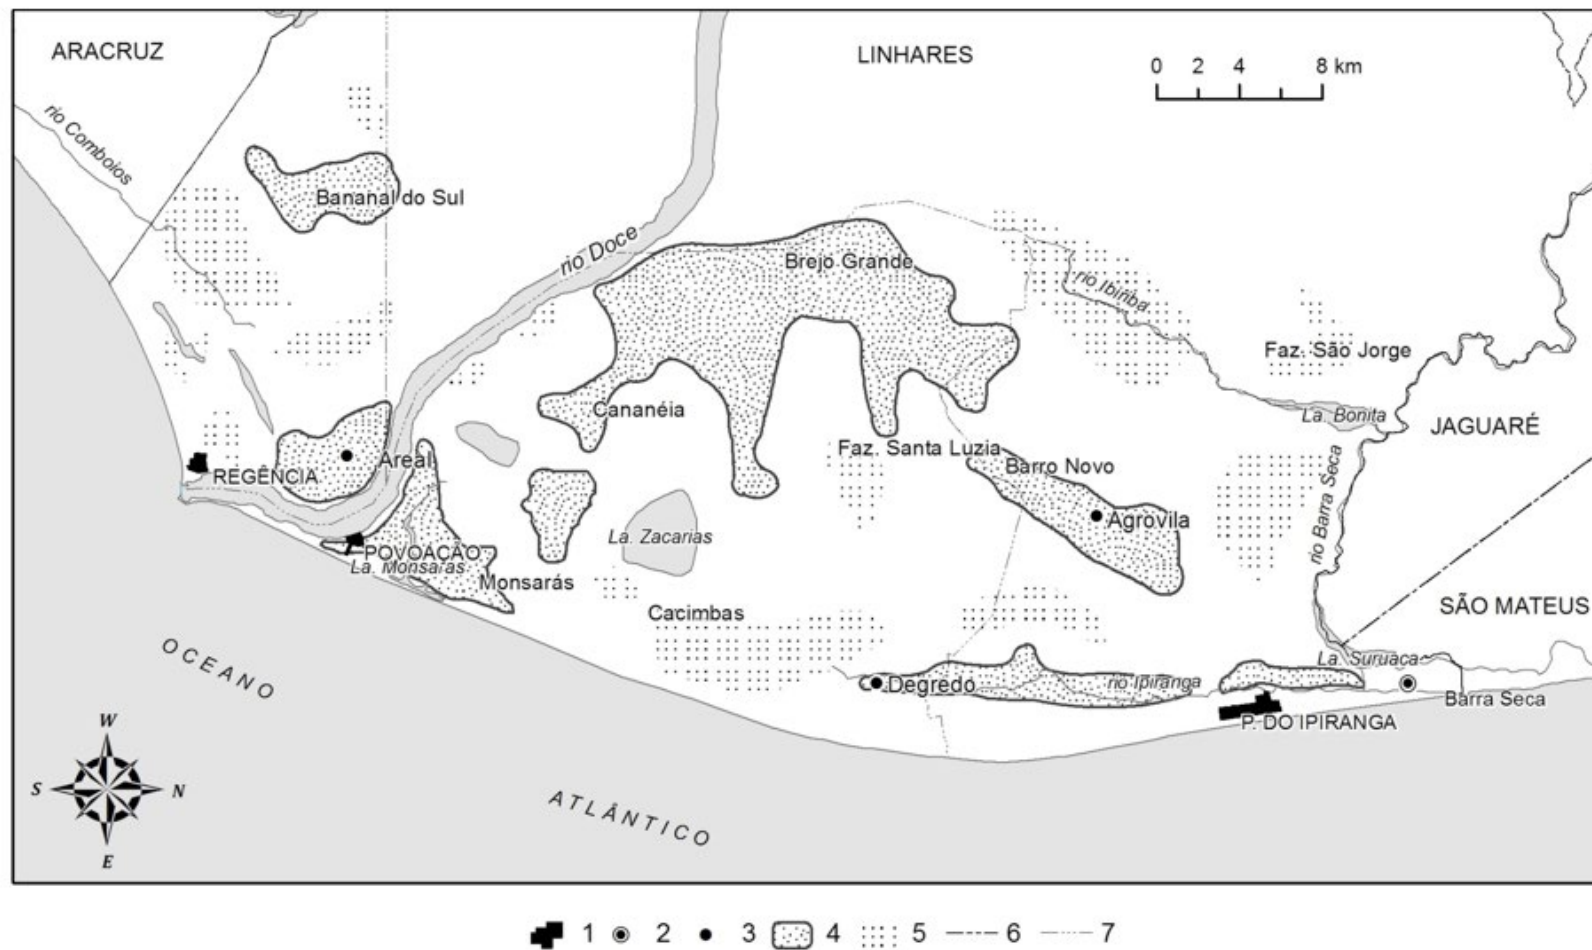 ARACRUZ
LINHARES
0 2 4 8 km
rio Comboios
Bananal do Sul
rio Doce
Brejo Grande
rio Ibiriba
Faz. São Jorge
Cananéia
La. Bonita
JAGUARÉ
Faz. Santa Luzia
Areal
Barro Novo
REGÊNCIA
rio Barra Seca
Agrovila
La. Zacarias
POVOAÇÃO
La. Monsarás
Monsarás
Cacimbas
SÃO MATEUS
OCEANO
La. Suruaca
Degredo
rio Ipiranga
Barra Seca
P. DO IPIRANGA
W
S N
E
ATLÂNTICO
1 2 3 4 5 6 7